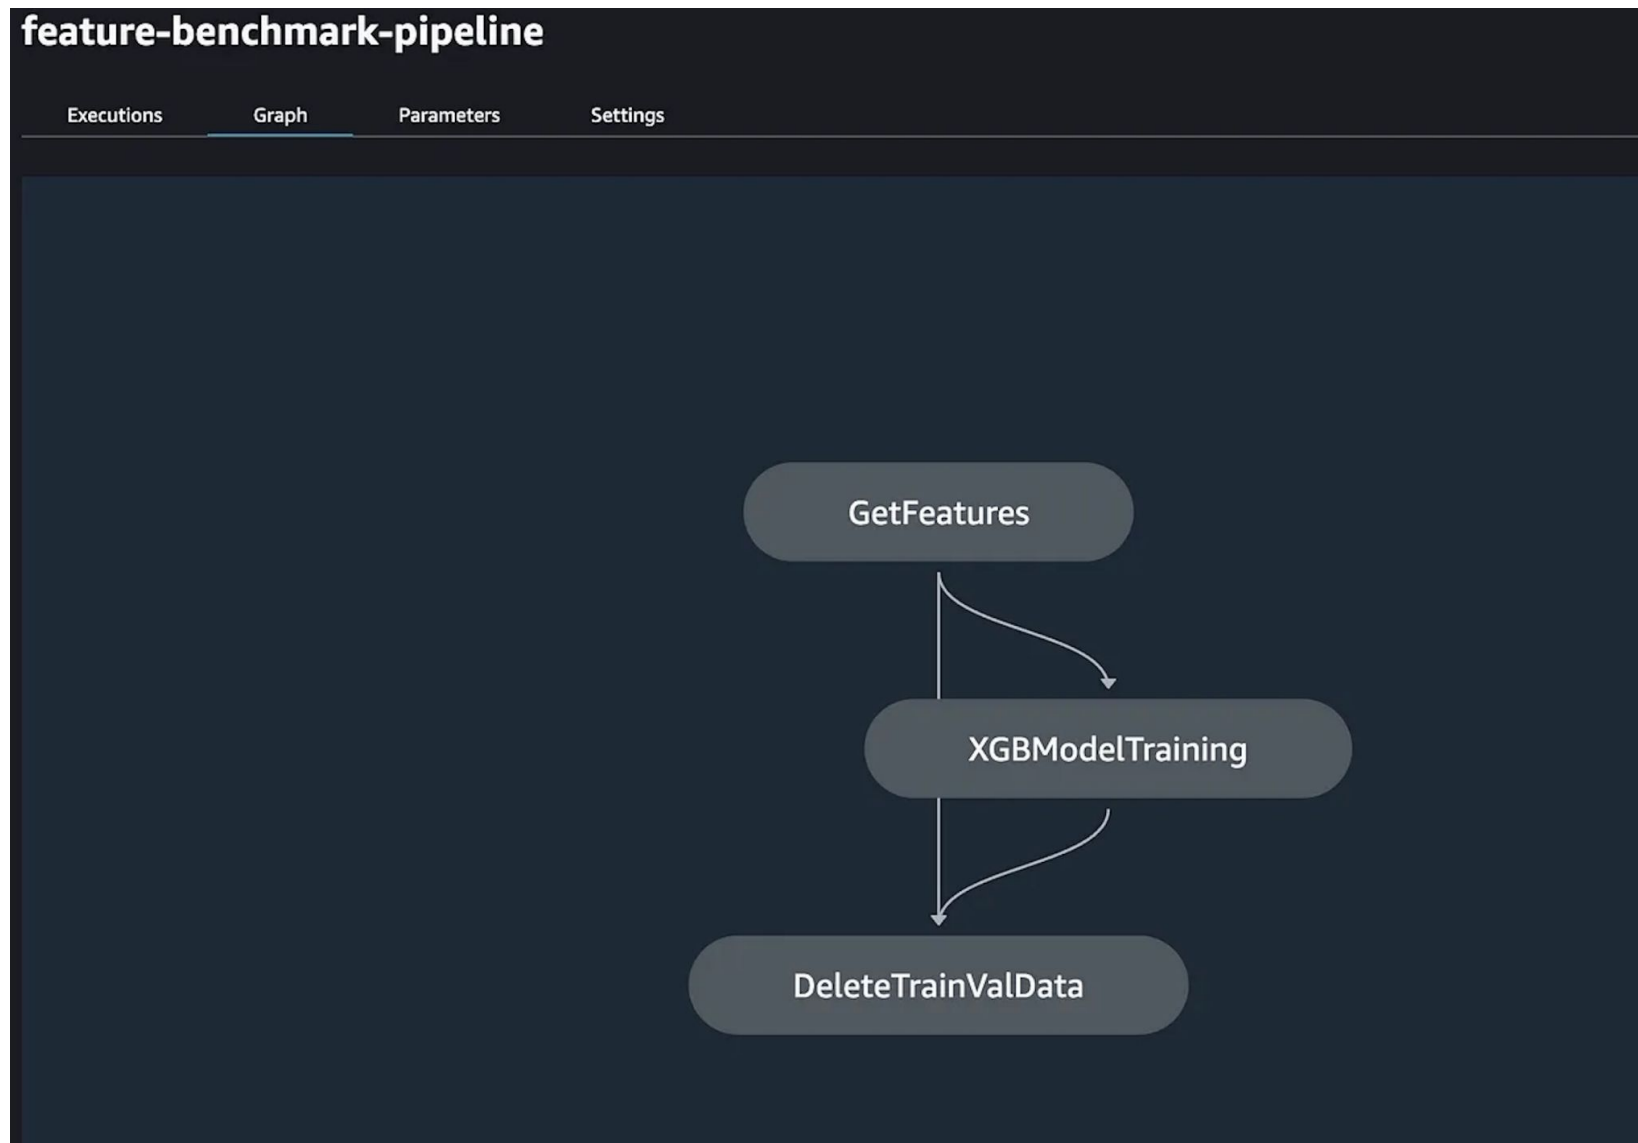 feature-benchmark-pipeline
Executions Graph Parameters Settings
GetFeatures
XGBModelTraining
DeleteTrainValData